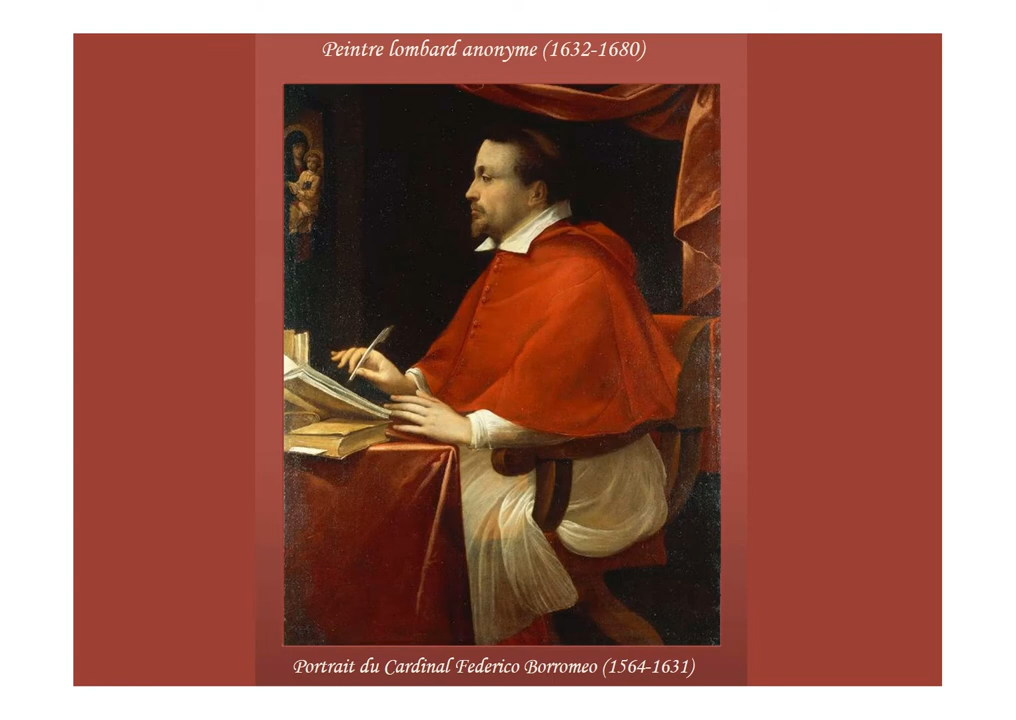 Peintre lombard anonyme (1632-1680)
Portrait du Cardinal Federico Borromeo (1564-1631)